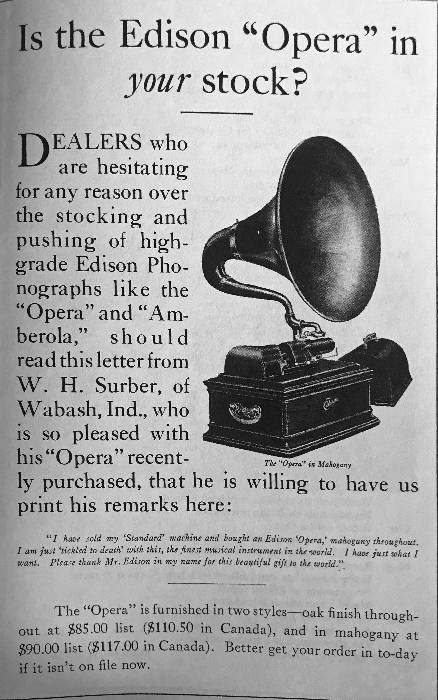 Is the Edison “Opera” in
your stock?
DEALERS who
are hesitating
for any reason over
the stocking and
pushing of high-
grade Edison Pho-
nographs like the
“Opera” and “Am-
berola,” should
read this letter from
W. H. Surber, of
Wabash, Ind., who
is so pleased with
his “Opera” recent-
ly purchased, that he is willing to have us
print his remarks here:
Edison
The “Opera” in Mahogany
“I have sold my ‘Standard’ machine and bought an Edison ‘Opera,’ mahogany throughout.
I am just ‘tickled to death’ with this, the finest musical instrument in the world. I have just what I
want. Please thank Mr. Edison in my name for this beautiful gift to the world.”
The “Opera” is furnished in two styles—oak finish through-
out at $85.00 list ($110.50 in Canada), and in mahogany at
$90.00 list ($117.00 in Canada). Better get your order in to-day
if it isn’t on file now.